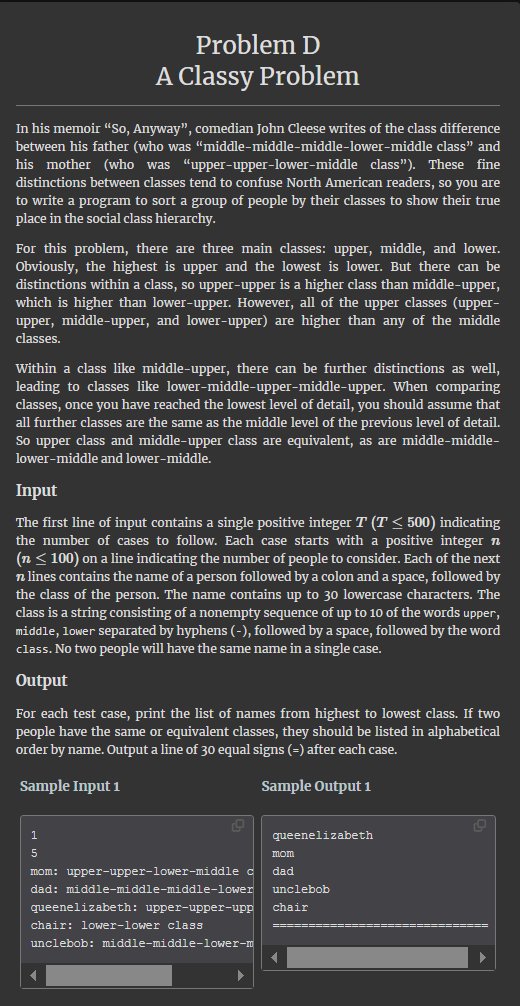 Problem D
A Classy Problem
In his memoir “So, Anyway”, comedian John Cleese writes of the class difference
between his father (who was “middle-middle-middle-lower-middle class” and
his mother (who was “upper-upper-lower-middle class”). These fine
distinctions between classes tend to confuse North American readers, so you are
to write a program to sort a group of people by their classes to show their true
place in the social class hierarchy.
For this problem, there are three main classes: upper, middle, and lower.
Obviously, the highest is upper and the lowest is lower. But there can be
distinctions within a class, so upper-upper is a higher class than middle-upper,
which is higher than lower-upper. However, all of the upper classes (upper-
upper, middle-upper, and lower-upper) are higher than any of the middle
classes.
Within a class like middle-upper, there can be further distinctions as well,
leading to classes like lower-middle-upper-middle-upper. When comparing
classes, once you have reached the lowest level of detail, you should assume that
all further classes are the same as the middle level of the previous level of detail.
So upper class and middle-upper class are equivalent, as are middle-middle-
lower-middle and lower-middle.
Input
The first line of input contains a single positive integer T (T ≤ 500) indicating
the number of cases to follow. Each case starts with a positive integer n
(n ≤ 100) on a line indicating the number of people to consider. Each of the next
n lines contains the name of a person followed by a colon and a space, followed by
the class of the person. The name contains up to 30 lowercase characters. The
class is a string consisting of a nonempty sequence of up to 10 of the words upper,
middle, lower separated by hyphens (-), followed by a space, followed by the word
class. No two people will have the same name in a single case.
Output
For each test case, print the list of names from highest to lowest class. If two
people have the same or equivalent classes, they should be listed in alphabetical
order by name. Output a line of 30 equal signs (=) after each case.
Sample Input 1
1
5
mom: upper-upper-lower-middle c
dad: middle-middle-middle-lower
queenelizabeth: upper-upper-upp
chair: lower-lower class
unclebob: middle-middle-lower-m
Sample Output 1
queenelizabeth
mom
dad
unclebob
chair
==============================